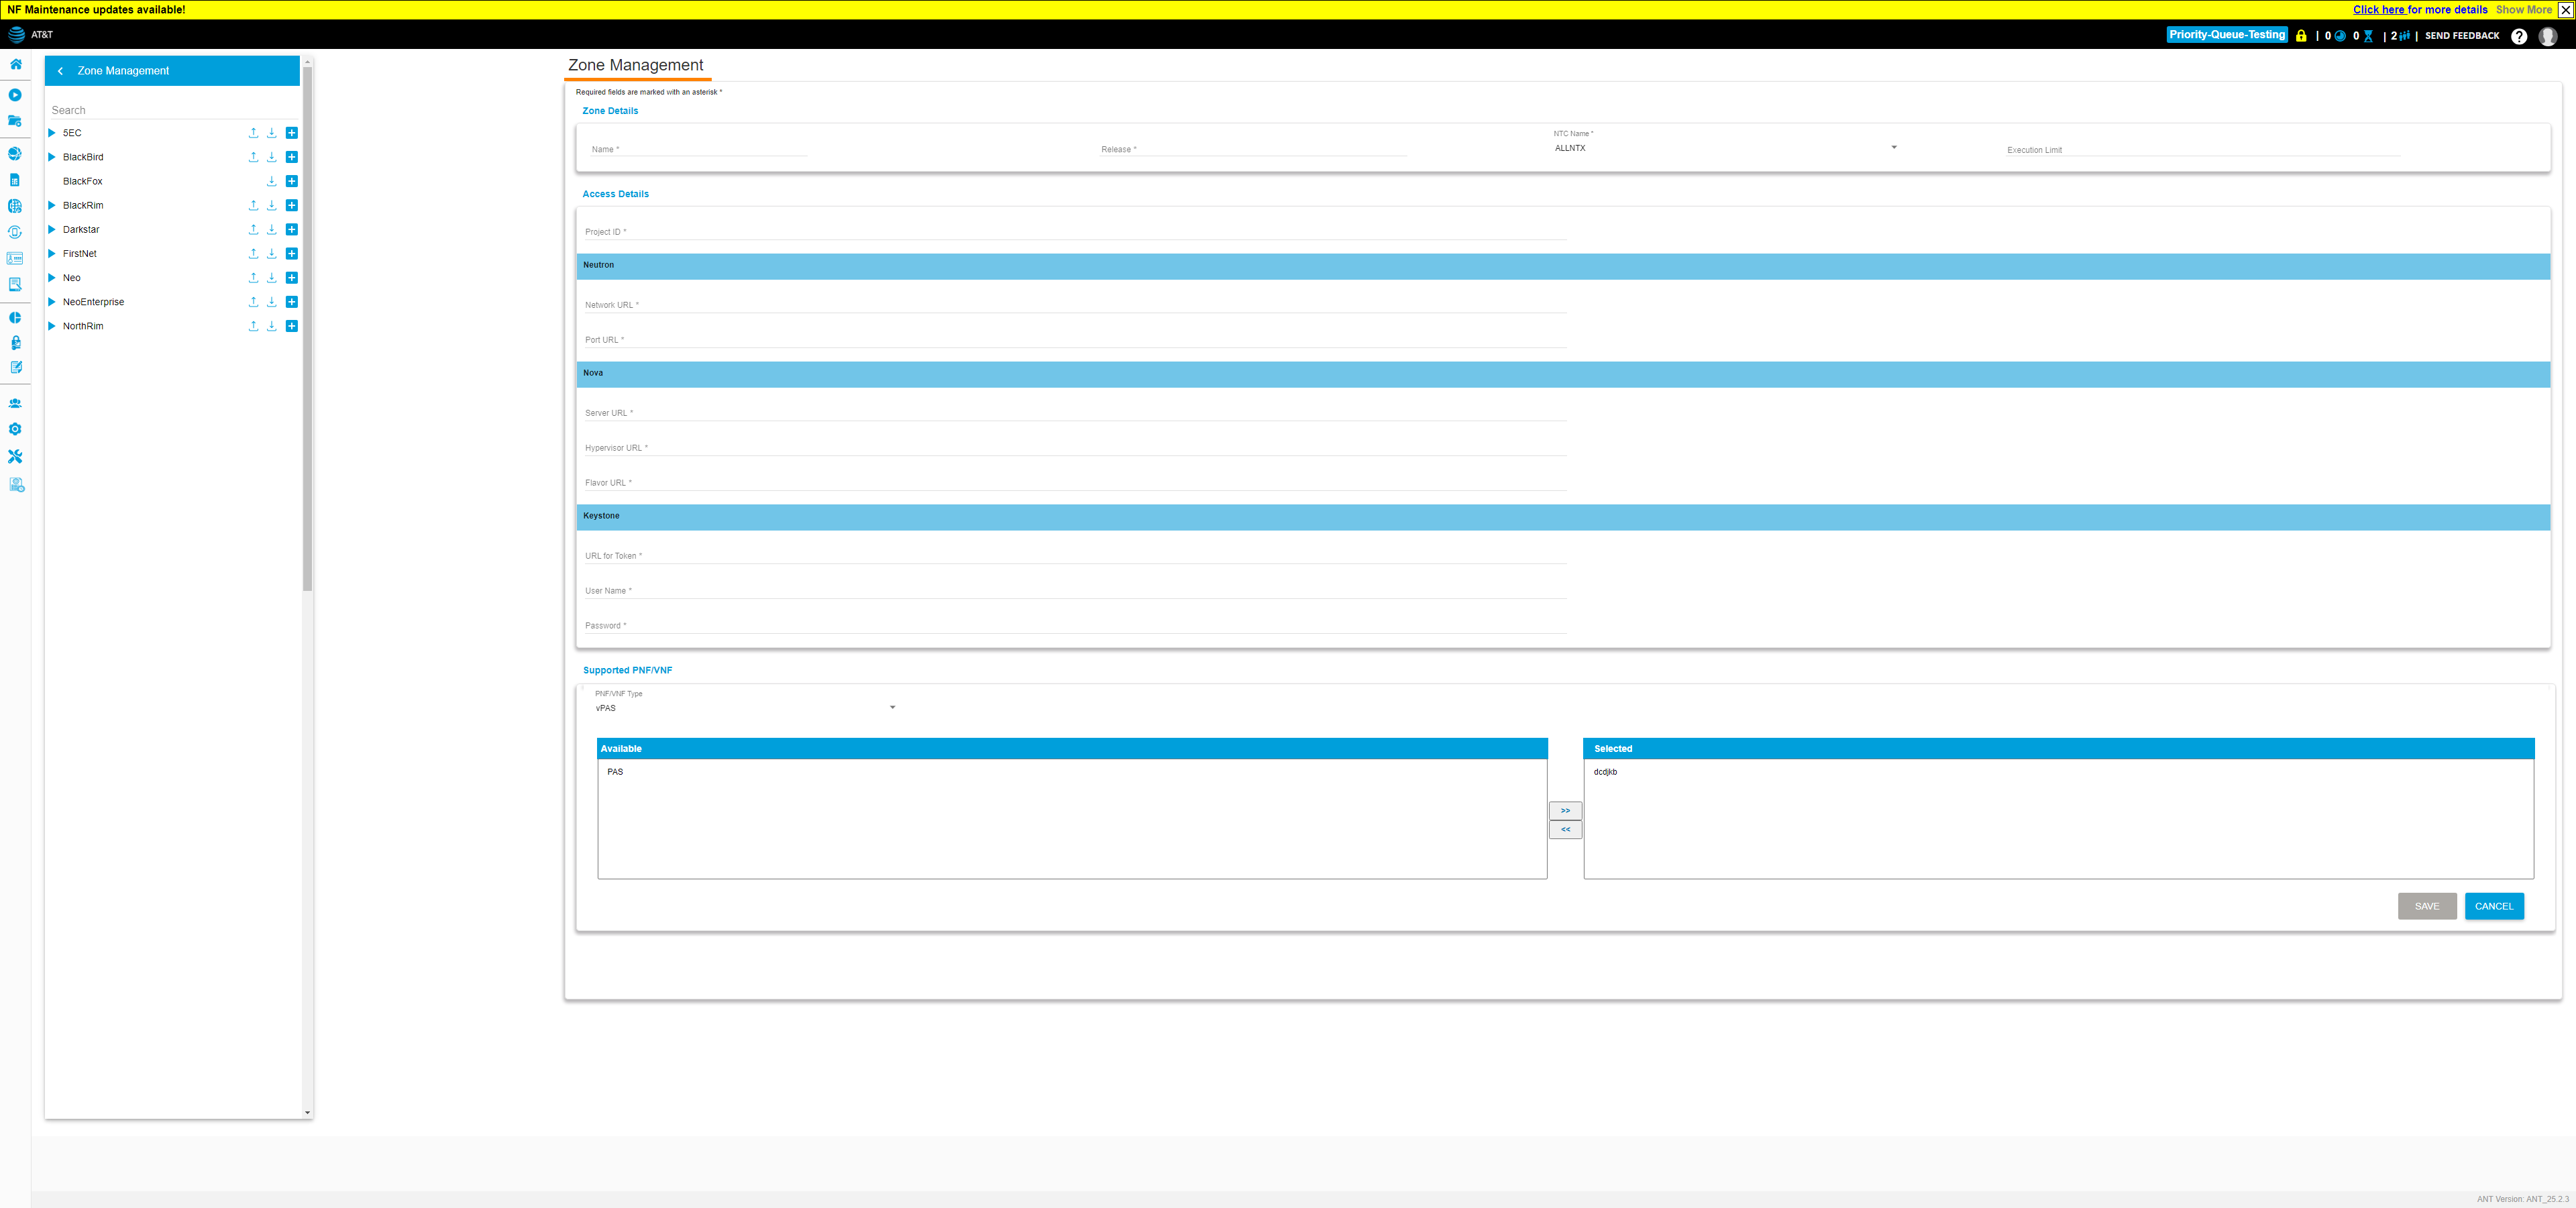 NF Maintenance updates available!
Click here for more details Show More
AT&T
Priority-Queue-Testing | 0 0 | 2 | SEND FEEDBACK
Zone Management
Search
5EC
BlackBird
BlackFox
BlackRim
Darkstar
FirstNet
Neo
NeoEnterprise
NorthRim
Zone Management
Required fields are marked with an asterisk *
Zone Details
Name *
Release *
NTC Name *
ALLNTX
Execution Limit
Access Details
Project ID *
Neutron
Network URL *
Port URL *
Nova
Server URL *
Hypervisor URL *
Flavor URL *
Keystone
URL for Token *
User Name *
Password *
Supported PNF/VNF
PNF/VNF Type
vPAS
Available
PAS
>>
<<
Selected
dcdjkb
SAVE
CANCEL
ANT Version: ANT_25.2.3